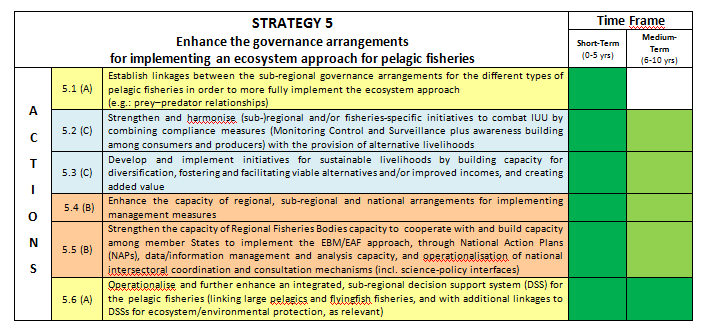 STRATEGY 5
Enhance the governance arrangements
for implementing an ecosystem approach for pelagic fisheries
Time Frame
Short-Term
(0-5 yrs)
Medium-
Term
(6-10 yrs)
A
C
T
I
O
N
S
5.1 (A)
Establish linkages between the sub-regional governance arrangements for the different types of
pelagic fisheries in order to more fully implement the ecosystem approach
(e.g.: prey–predator relationships)
5.2 (C)
Strengthen and harmonise (sub-)regional and/or fisheries-specific initiatives to combat IUU by
combining compliance measures (Monitoring Control and Surveillance plus awareness building
among consumers and producers) with the provision of alternative livelihoods
5.3 (C)
Develop and implement initiatives for sustainable livelihoods by building capacity for
diversification, fostering and facilitating viable alternatives and/or improved incomes, and creating
added value
5.4 (B)
Enhance the capacity of regional, sub-regional and national arrangements for implementing
management measures
5.5 (B)
Strengthen the capacity of Regional Fisheries Bodies capacity to cooperate with and build capacity
among member States to implement the EBM/EAF approach, through National Action Plans
(NAPs), data/information management and analysis capacity, and operationalisation of national
intersectoral coordination and consultation mechanisms (incl. science-policy interfaces)
5.6 (A)
Operationalise and further enhance an integrated, sub-regional decision support system (DSS) for
the pelagic fisheries (linking large pelagics and flyingfish fisheries, and with additional linkages to
DSSs for ecosystem/environmental protection, as relevant)